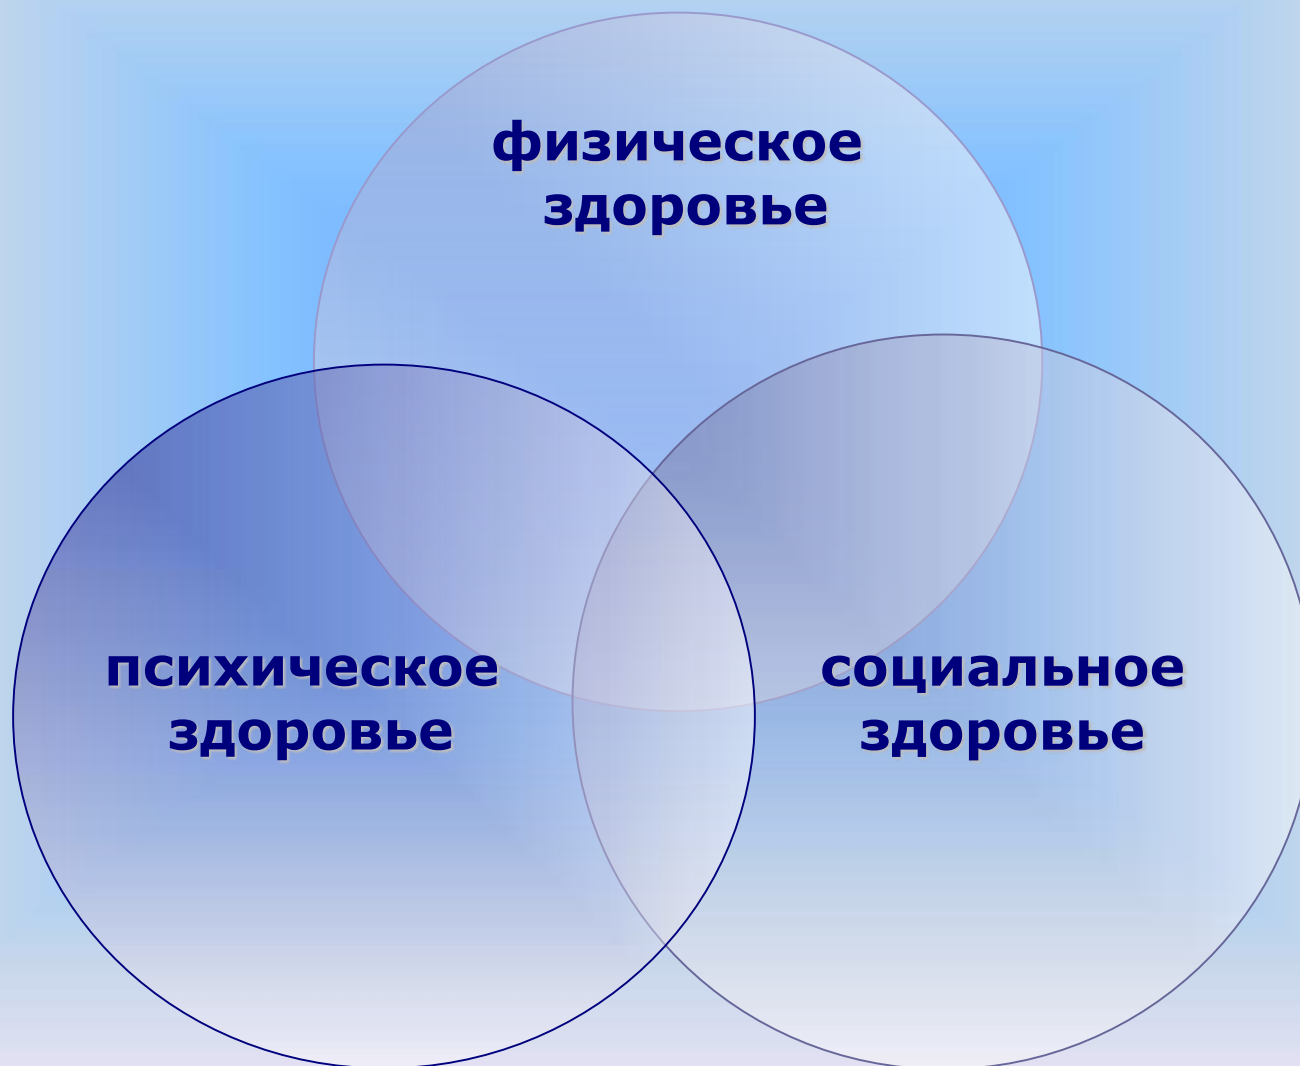 физическое
здоровье
психическое
здоровье
социальное
здоровье